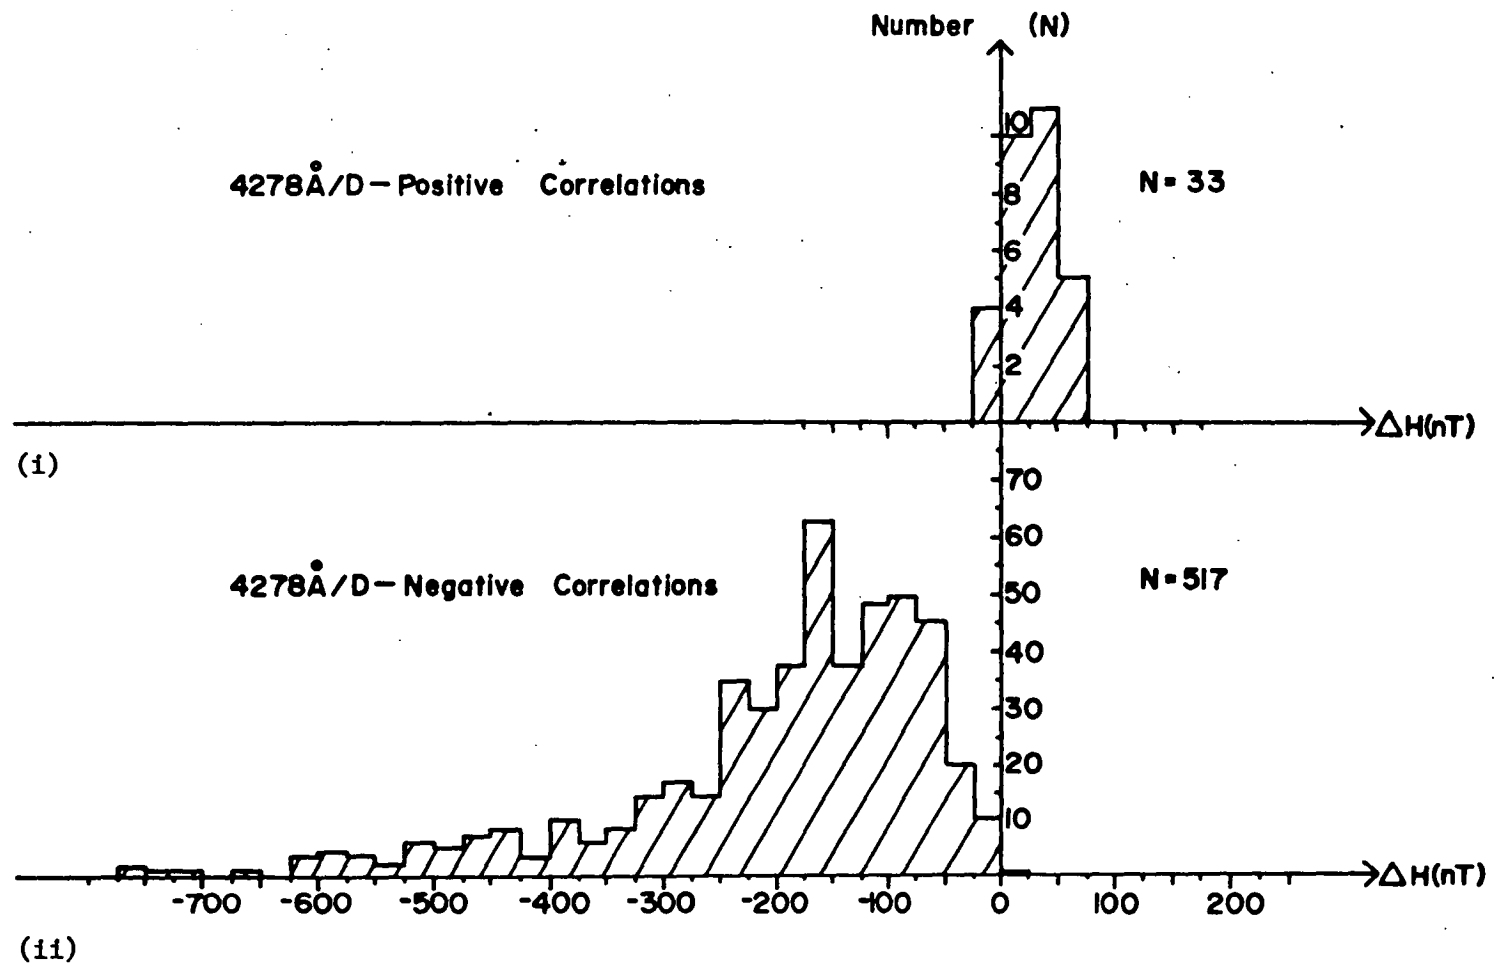 Number (N)
10
4278Å/D-Positive Correlations
N=33
8
6
4
2
ΔH(nT)
(i)
70
60
4278Å/D-Negative Correlations
N=517
50
40
30
20
10
ΔH(nT)
-700 -600 -500 -400 -300 -200 -100 0 100 200
(ii)